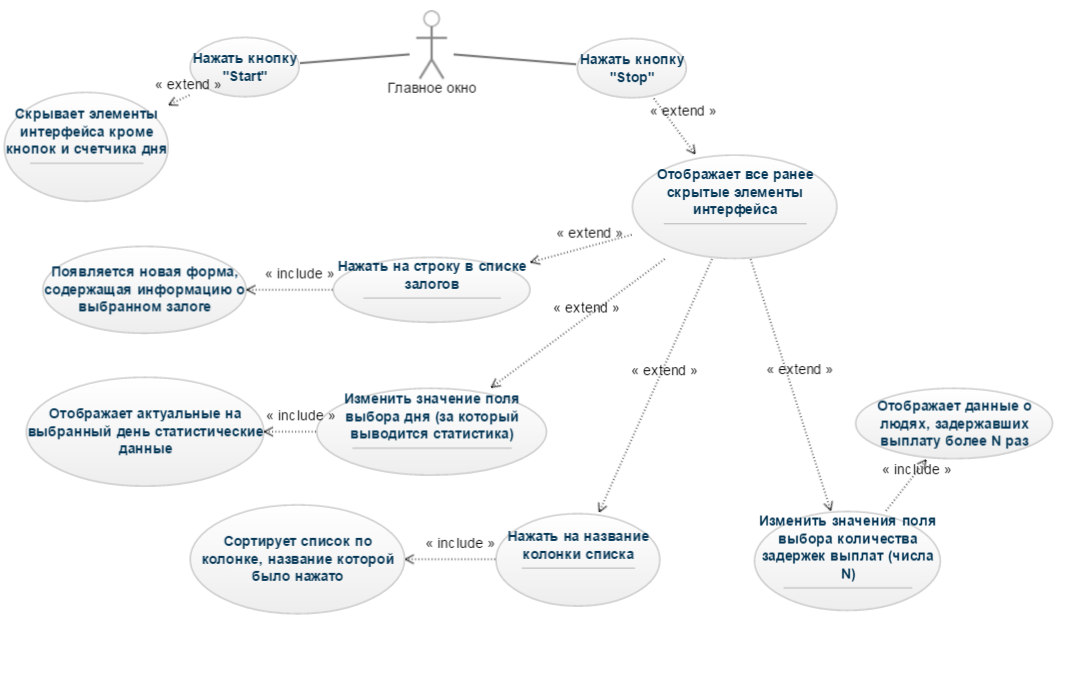 Нажать кнопку
"Start"
Главное окно
Нажать кнопку
"Stop"
« extend »
« extend »
Скрывает элементы
интерфейса кроме
кнопок и счетчика дня
Отображает все ранее
скрытые элементы
интерфейса
« extend »
Нажать на строку в списке
залогов
« include »
Появляется новая форма,
содержащая информацию о
выбранном залоге
« extend »
« extend »
« extend »
Изменить значение поля
выбора дня (за который
выводится статистика)
« include »
Отображает актуальные на
выбранный день статистические
данные
Отображает данные о
людях, задержавших
выплату более N раз
« include »
Нажать на название
колонки списка
« include »
Сортирует список по
колонке, название которой
было нажато
Изменить значения поля
выбора количества
задержек выплат (числа
N)